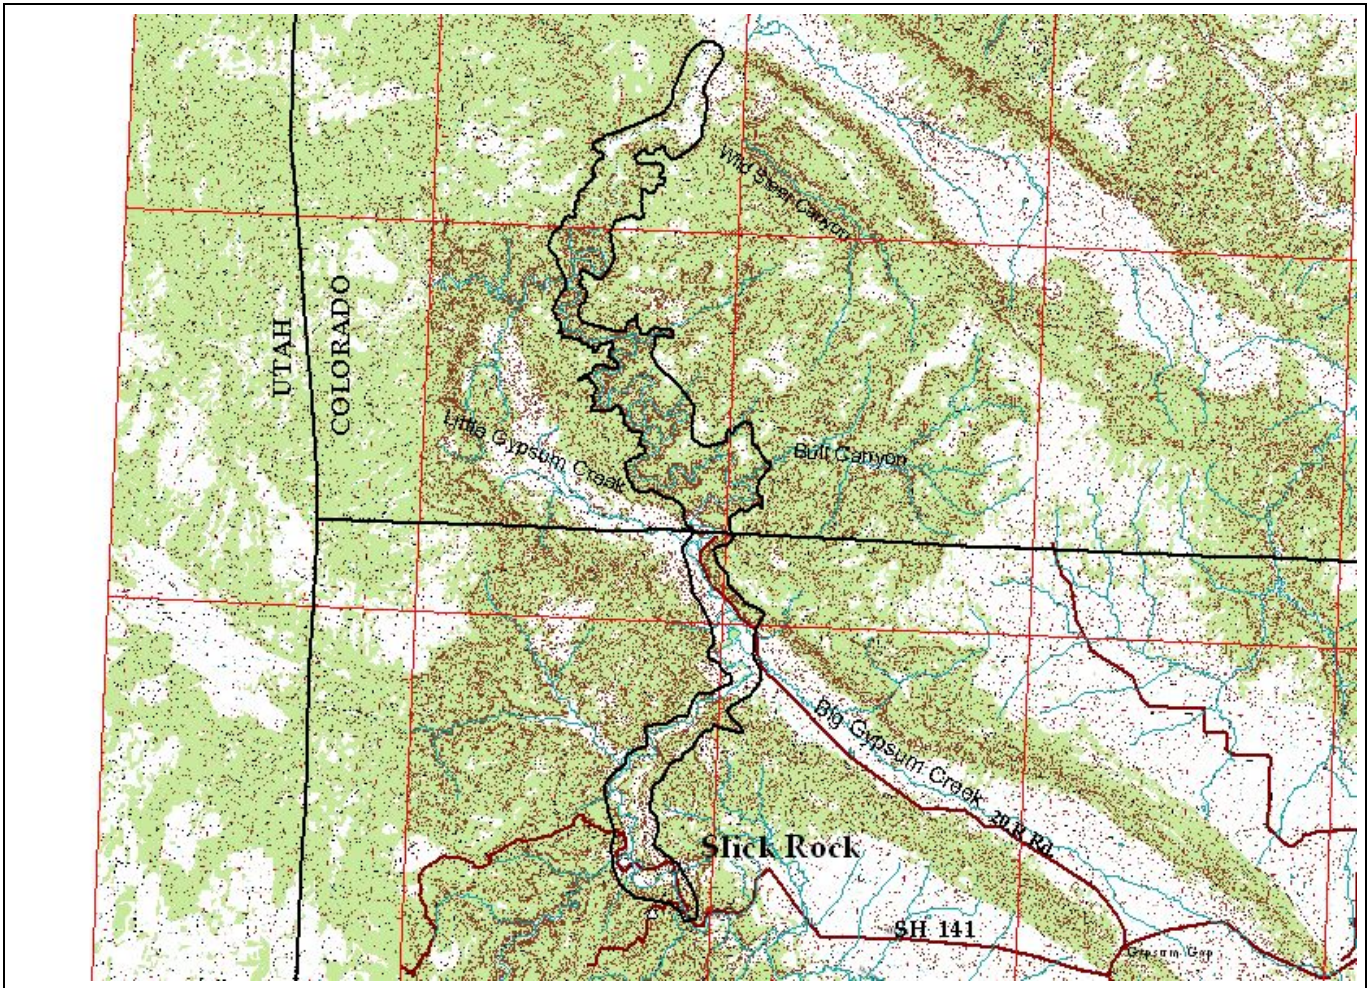 Wild Steer Canyon
UTAH
COLORADO
Little Gypsum Creek
Bull Canyon
Big Gypsum Creek
20 R Rd.
Slick Rock
SH 141
Gypsum Gap